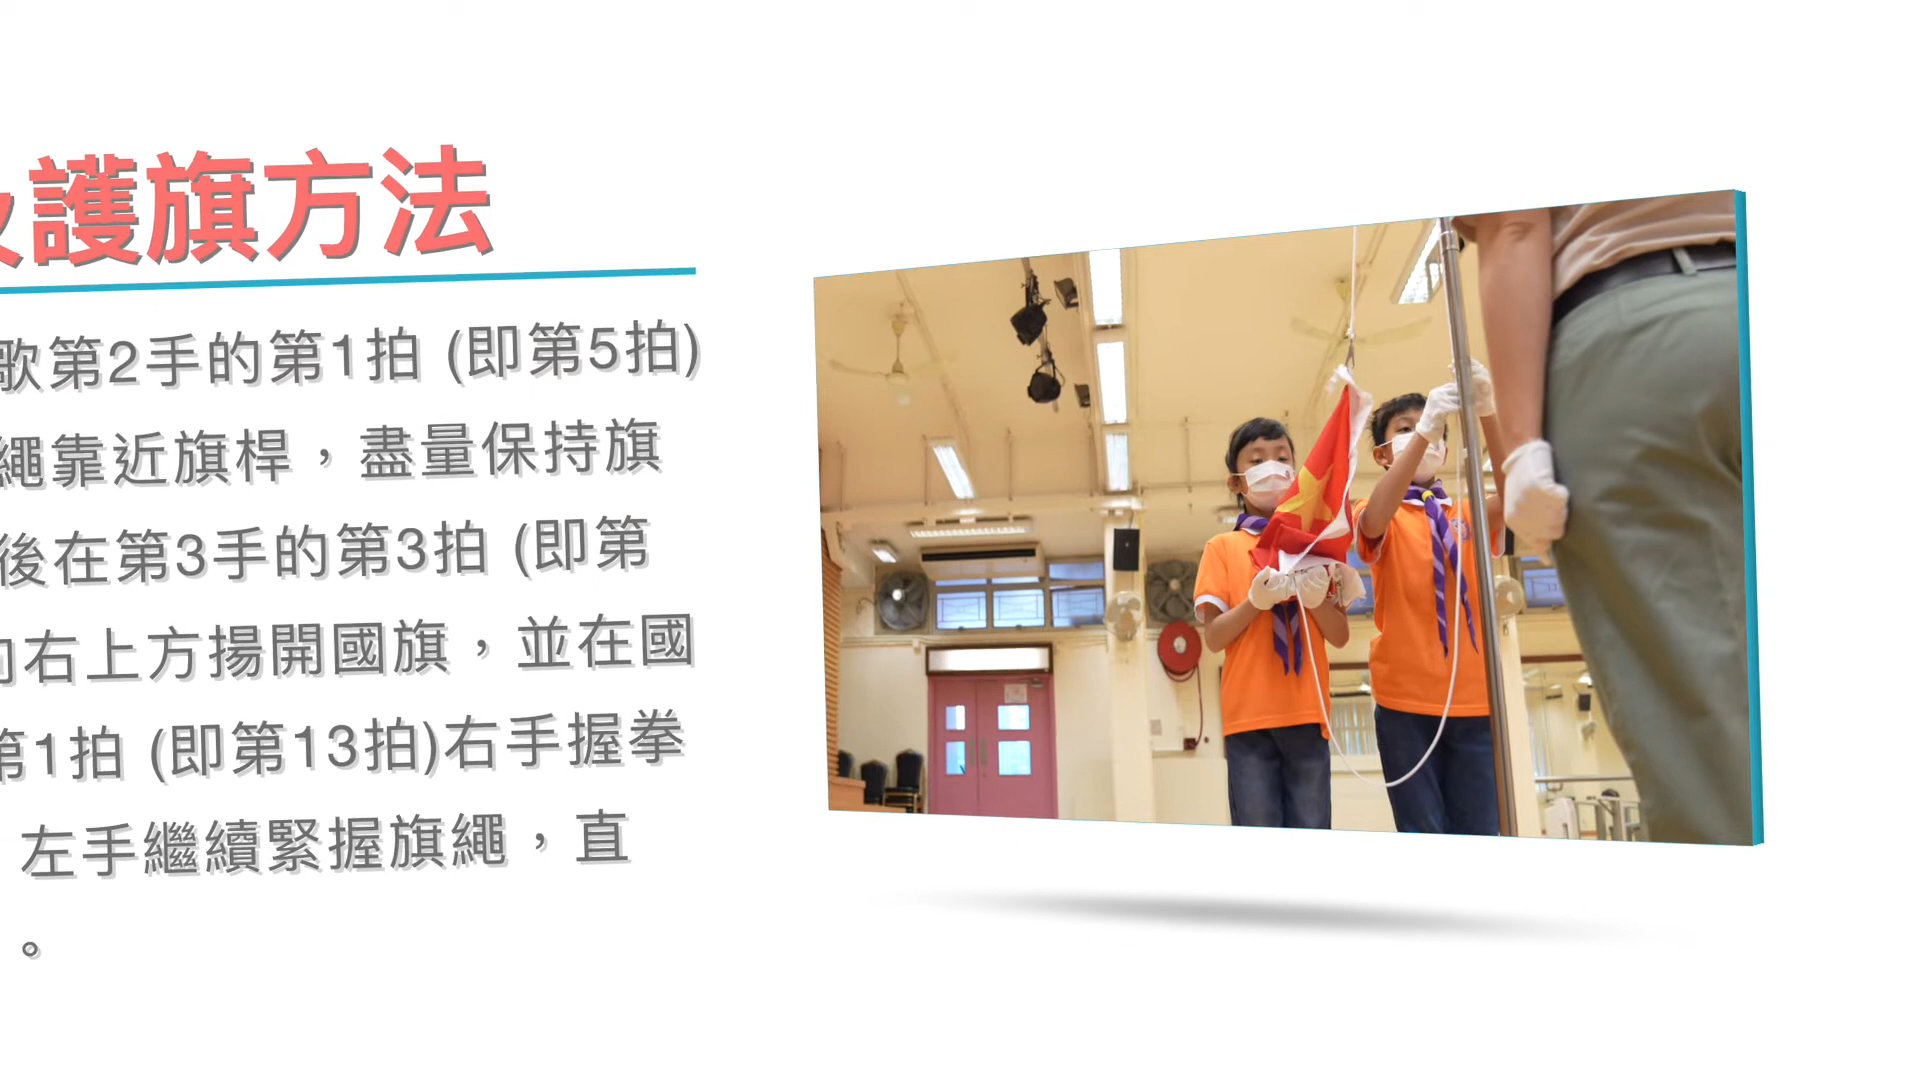 護旗方法
歌第2手的第1拍 (即第5拍)
繩靠近旗桿，盡量保持旗
後在第3手的第3拍 (即第
向右上方揚開國旗，並在國
第1拍 (即第13拍)右手握拳
左手繼續緊握旗繩，直
。